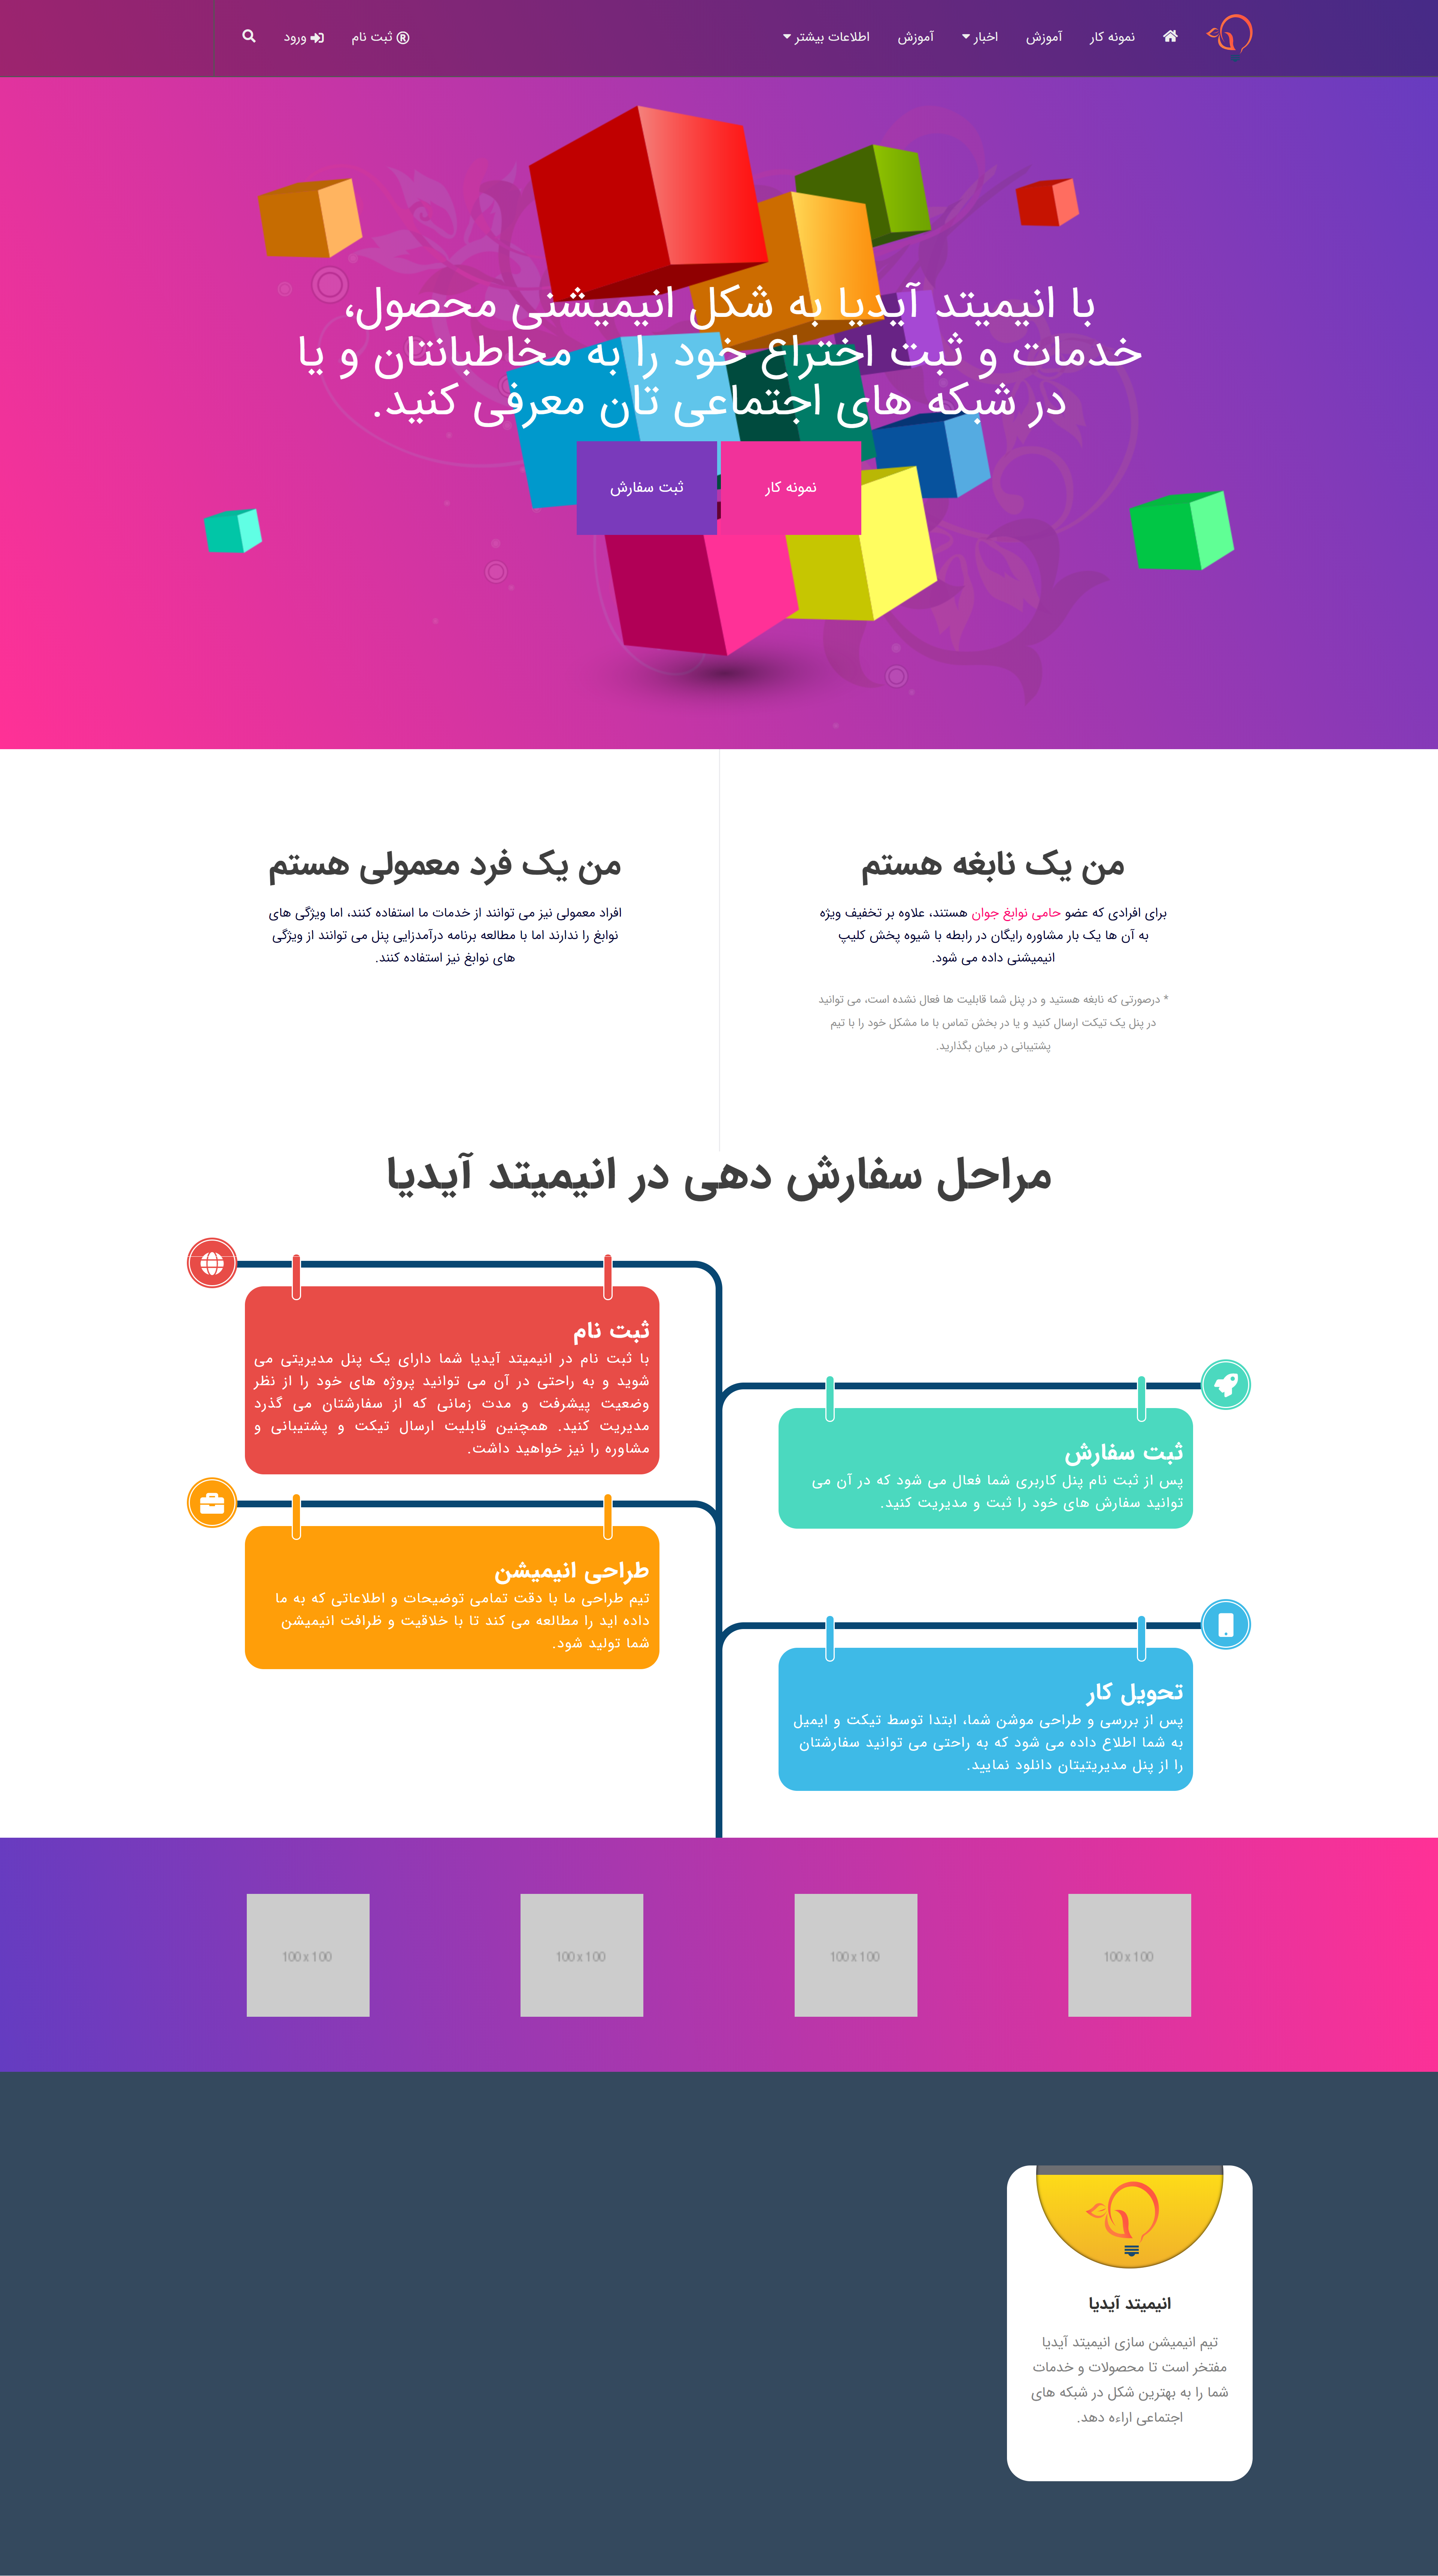 نمونه کار
آموزش
اخبار
آموزش
اطلاعات بیشتر
ثبت نام
ورود
با انیمیتد آیدیا به شکل انیمیشنی محصول،
خدمات و ثبت اختراع خود را به مخاطبانتان و یا
در شبکه های اجتماعی تان معرفی کنید.
نمونه کار
ثبت سفارش
من یک نابغه هستم
برای افرادی که عضو حامی نوابغ جوان هستند، علاوه بر تخفیف ویژه
به آن ها یک بار مشاوره رایگان در رابطه با شیوه پخش کلیپ
انیمیشنی داده می شود.
* درصورتی که نابغه هستید و در پنل شما قابلیت ها فعال نشده است، می توانید
در پنل یک تیکت ارسال کنید و یا در بخش تماس با ما مشکل خود را با تیم
پشتیبانی در میان بگذارید.
من یک فرد معمولی هستم
افراد معمولی نیز می توانند از خدمات ما استفاده کنند، اما ویژگی های
نوابغ را ندارند اما با مطالعه برنامه درآمدزایی پنل می توانند از ویژگی
های نوابغ نیز استفاده کنند.
مراحل سفارش دهی در انیمیتد آیدیا
ثبت نام
با ثبت نام در انیمیتد آیدیا شما دارای یک پنل مدیریتی می
شوید و به راحتی در آن می توانید پروژه های خود را از نظر
وضعیت پیشرفت و مدت زمانی که از سفارشتان می گذرد
مدیریت کنید. همچنین قابلیت ارسال تیکت و پشتیبانی و
مشاوره را نیز خواهید داشت.
ثبت سفارش
پس از ثبت نام پنل کاربری شما فعال می شود که در آن می
توانید سفارش های خود را ثبت و مدیریت کنید.
طراحی انیمیشن
تیم طراحی ما با دقت تمامی توضیحات و اطلاعاتی که به ما
داده اید را مطالعه می کند تا با خلاقیت و ظرافت انیمیشن
شما تولید شود.
تحویل کار
پس از بررسی و طراحی موشن شما، ابتدا توسط تیکت و ایمیل
به شما اطلاع داده می شود که به راحتی می توانید سفارشتان
را از پنل مدیریتیتان دانلود نمایید.
100 x 100
100 x 100
100 x 100
100 x 100
انیمیتد آیدیا
تیم انیمیشن سازی انیمیتد آیدیا
مفتخر است تا محصولات و خدمات
شما را به بهترین شکل در شبکه های
اجتماعی اراءه دهد.